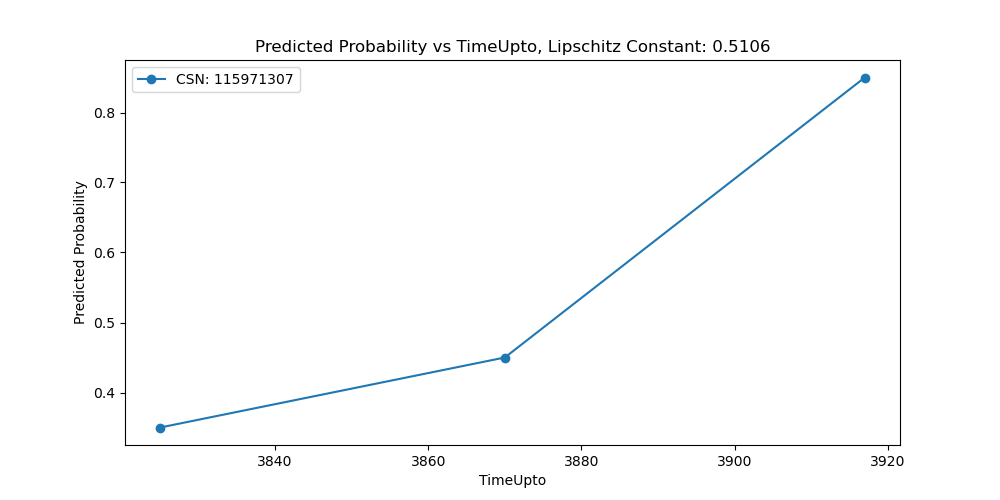 Predicted Probability vs TimeUpto, Lipschitz Constant: 0.5106
CSN: 115971307
Predicted Probability
0.8
0.7
0.6
0.5
0.4
3840
3860
3880
3900
3920
TimeUpto